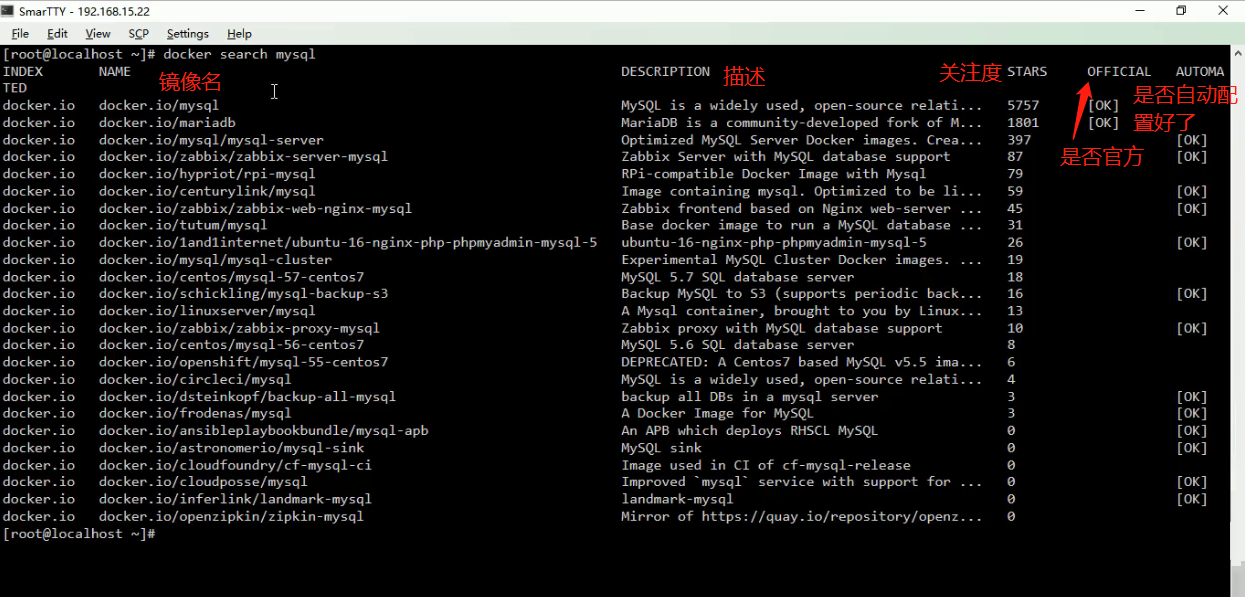 SmarTTY - 192.168.15.22
File Edit View SCP Settings Help
[root@localhost ~]# docker search mysql
INDEX NAME 镜像名 DESCRIPTION 描述 关注度 STARS OFFICIAL AUTOMA
TED
docker.io docker.io/mysql MySQL is a widely used, open-source relati... 5757 [OK] 是否自动配
docker.io docker.io/mariadb MariaDB is a community-developed fork of M... 1801 [OK] 置好了
docker.io docker.io/mysql/mysql-server Optimized MySQL Server Docker images. Crea... 397 [OK]
docker.io docker.io/zabbix/zabbix-server-mysql Zabbix Server with MySQL database support 87 是否官方 [OK]
docker.io docker.io/hypriot/rpi-mysql RPi-compatible Docker Image with Mysql 79
docker.io docker.io/centurylink/mysql Image containing mysql. Optimized to be li... 59 [OK]
docker.io docker.io/zabbix/zabbix-web-nginx-mysql Zabbix frontend based on Nginx web-server ... 45 [OK]
docker.io docker.io/tutum/mysql Base docker image to run a MySQL database ... 31
docker.io docker.io/1and1internet/ubuntu-16-nginx-php-phpmyadmin-mysql-5 ubuntu-16-nginx-php-phpmyadmin-mysql-5 26 [OK]
docker.io docker.io/mysql/mysql-cluster Experimental MySQL Cluster Docker images. ... 19
docker.io docker.io/centos/mysql-57-centos7 MySQL 5.7 SQL database server 18
docker.io docker.io/schickling/mysql-backup-s3 Backup MySQL to S3 (supports periodic back... 16 [OK]
docker.io docker.io/linuxserver/mysql A Mysql container, brought to you by Linux... 13
docker.io docker.io/zabbix/zabbix-proxy-mysql Zabbix proxy with MySQL database support 10 [OK]
docker.io docker.io/centos/mysql-56-centos7 MySQL 5.6 SQL database server 8
docker.io docker.io/openshift/mysql-55-centos7 DEPRECATED: A Centos7 based MySQL v5.5 ima... 6
docker.io docker.io/circleci/mysql MySQL is a widely used, open-source relati... 4
docker.io docker.io/dsteinkopf/backup-all-mysql backup all DBs in a mysql server 3 [OK]
docker.io docker.io/frodenas/mysql A Docker Image for MySQL 3 [OK]
docker.io docker.io/ansibleplaybookbundle/mysql-apb An APB which deploys RHSCL MySQL 0 [OK]
docker.io docker.io/astronomerio/mysql-sink MySQL sink 0 [OK]
docker.io docker.io/cloudfoundry/cf-mysql-ci Image used in CI of cf-mysql-release 0
docker.io docker.io/cloudposse/mysql Improved `mysql` service with support for ... 0 [OK]
docker.io docker.io/inferlink/landmark-mysql landmark-mysql 0 [OK]
docker.io docker.io/openzipkin/zipkin-mysql Mirror of https://quay.io/repository/openz... 0
[root@localhost ~]#